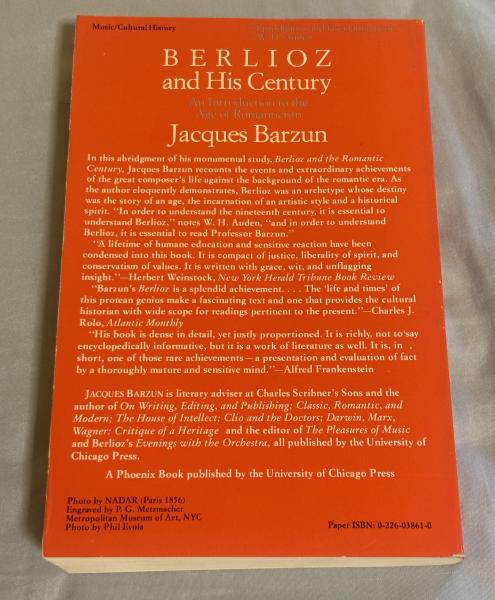 Music/Cultural History
W. H. Auden
BERLIOZ
and His Century
An Introduction to the
Age of Romanticism
Jacques Barzun
In this abridgment of his monumental study, Berlioz and the Romantic
Century, Jacques Barzun recounts the events and extraordinary achievements
of the great composer's life against the background of the romantic era. As
the author eloquently demonstrates, Berlioz was an archetype whose destiny
was the story of an age, the incarnation of an artistic style and a historical
spirit. "In order to understand the nineteenth century, it is essential to
understand Berlioz," notes W. H. Auden, "and in order to understand
Berlioz, it is essential to read Professor Barzun."
"A lifetime of humane education and sensitive reaction have been
condensed into this book. It is compact of justice, liberality of spirit, and
conservatism of values. It is written with grace, wit, and unflagging
insight."—Herbert Weinstock, New York Herald Tribune Book Review
"Barzun's Berlioz is a splendid achievement. . . . The 'life and times' of
this protean genius make a fascinating text and one that provides the cultural
historian with wide scope for readings pertinent to the present."—Charles J.
Rolo, Atlantic Monthly
"His book is dense in detail, yet justly proportioned. It is richly, not to say
encyclopedically informative, but it is a work of literature as well. It is, in
short, one of those rare achievements—a presentation and evaluation of fact
by a thoroughly mature and sensitive mind."—Alfred Frankenstein
JACQUES BARZUN is literary adviser at Charles Scribner's Sons and the
author of On Writing, Editing, and Publishing; Classic, Romantic, and
Modern; The House of Intellect; Clio and the Doctors; Darwin, Marx,
Wagner: Critique of a Heritage and the editor of The Pleasures of Music
and Berlioz's Evenings with the Orchestra, all published by the University of
Chicago Press.
A Phoenix Book published by the University of Chicago Press
Photo by NADAR (Paris 1856)
Engraved by P. G. Metzmacher
Metropolitan Museum of Art, NYC
Photo by Phil Evola
Paper ISBN: 0-226-03861-0